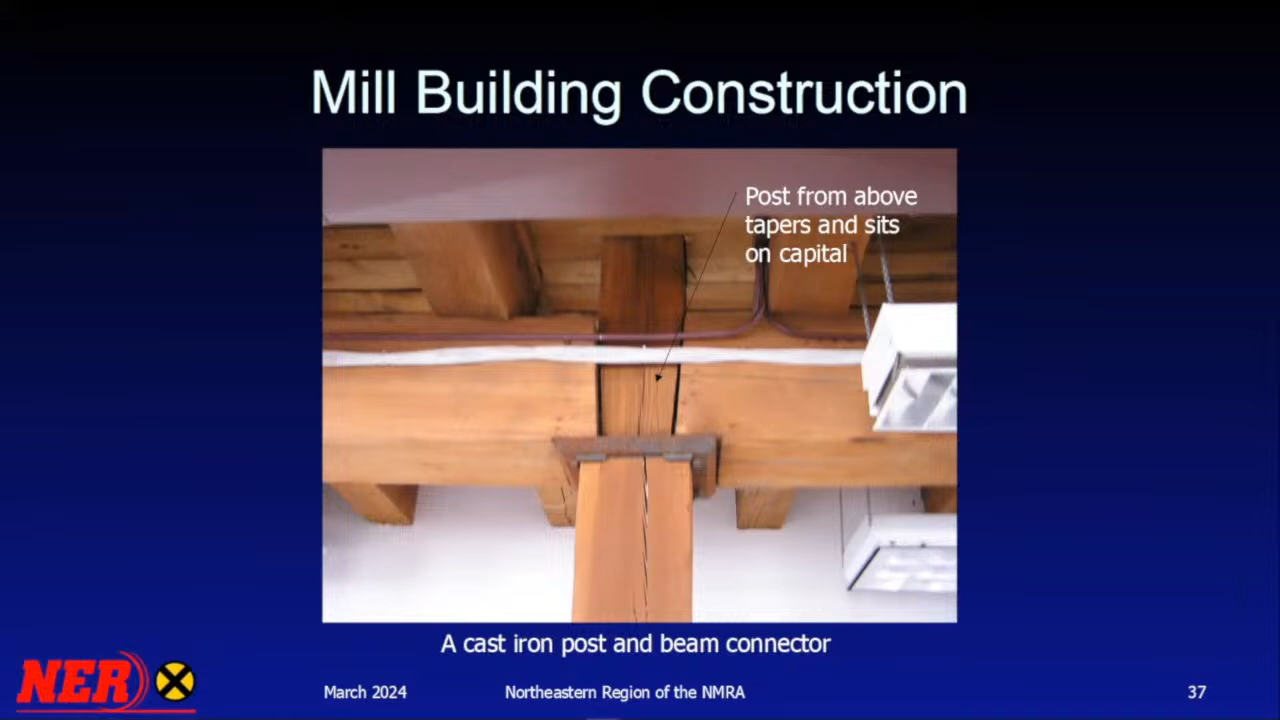 Mill Building Construction
Post from above
tapers and sits
on capital
A cast iron post and beam connector
NER
March 2024
Northeastern Region of the NMRA
37